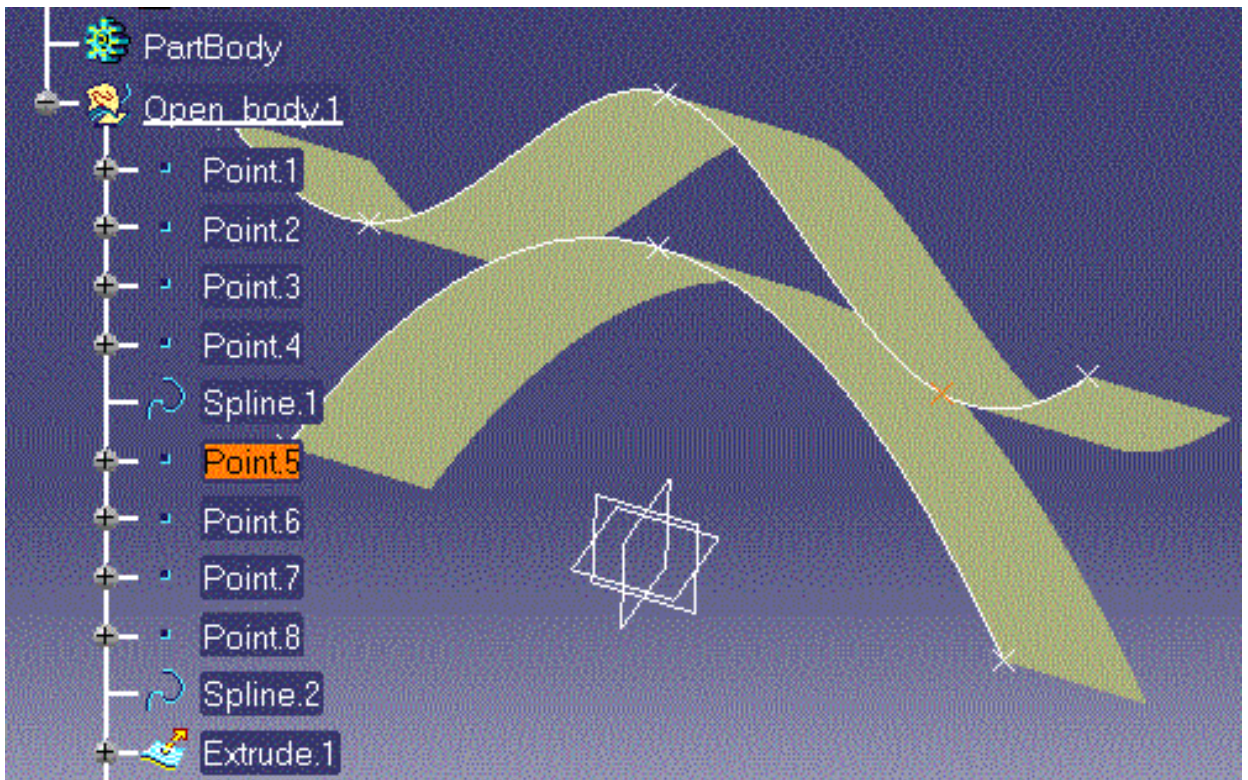 PartBody
Open_body.1
Point.1
Point.2
Point.3
Point.4
Spline.1
Point.5
Point.6
Point.7
Point.8
Spline.2
Extrude.1